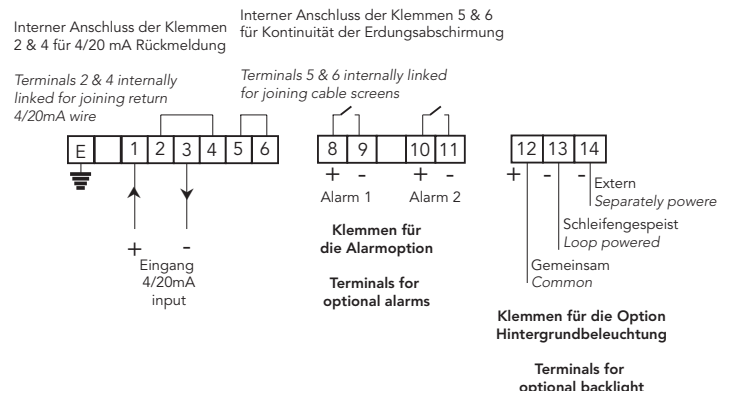 Interner Anschluss der Klemmen
2 & 4 für 4/20 mA Rückmeldung
Terminals 2 & 4 internally
linked for joining return
4/20mA wire
Interner Anschluss der Klemmen 5 & 6
für Kontinuität der Erdungsabschirmung
Terminals 5 & 6 internally linked
for joining cable screens
E 1 2 3 4 5 6
+ -
Eingang
4/20mA
input
8 9 10 11
+ - + -
Alarm 1 Alarm 2
Klemmen für
die Alarmoption
Terminals for
optional alarms
12 13 14
+ - -
Extern
Separately powere
Schleifengespeist
Loop powered
Gemeinsam
Common
Klemmen für die Option
Hintergrundbeleuchtung
Terminals for
optional backlight